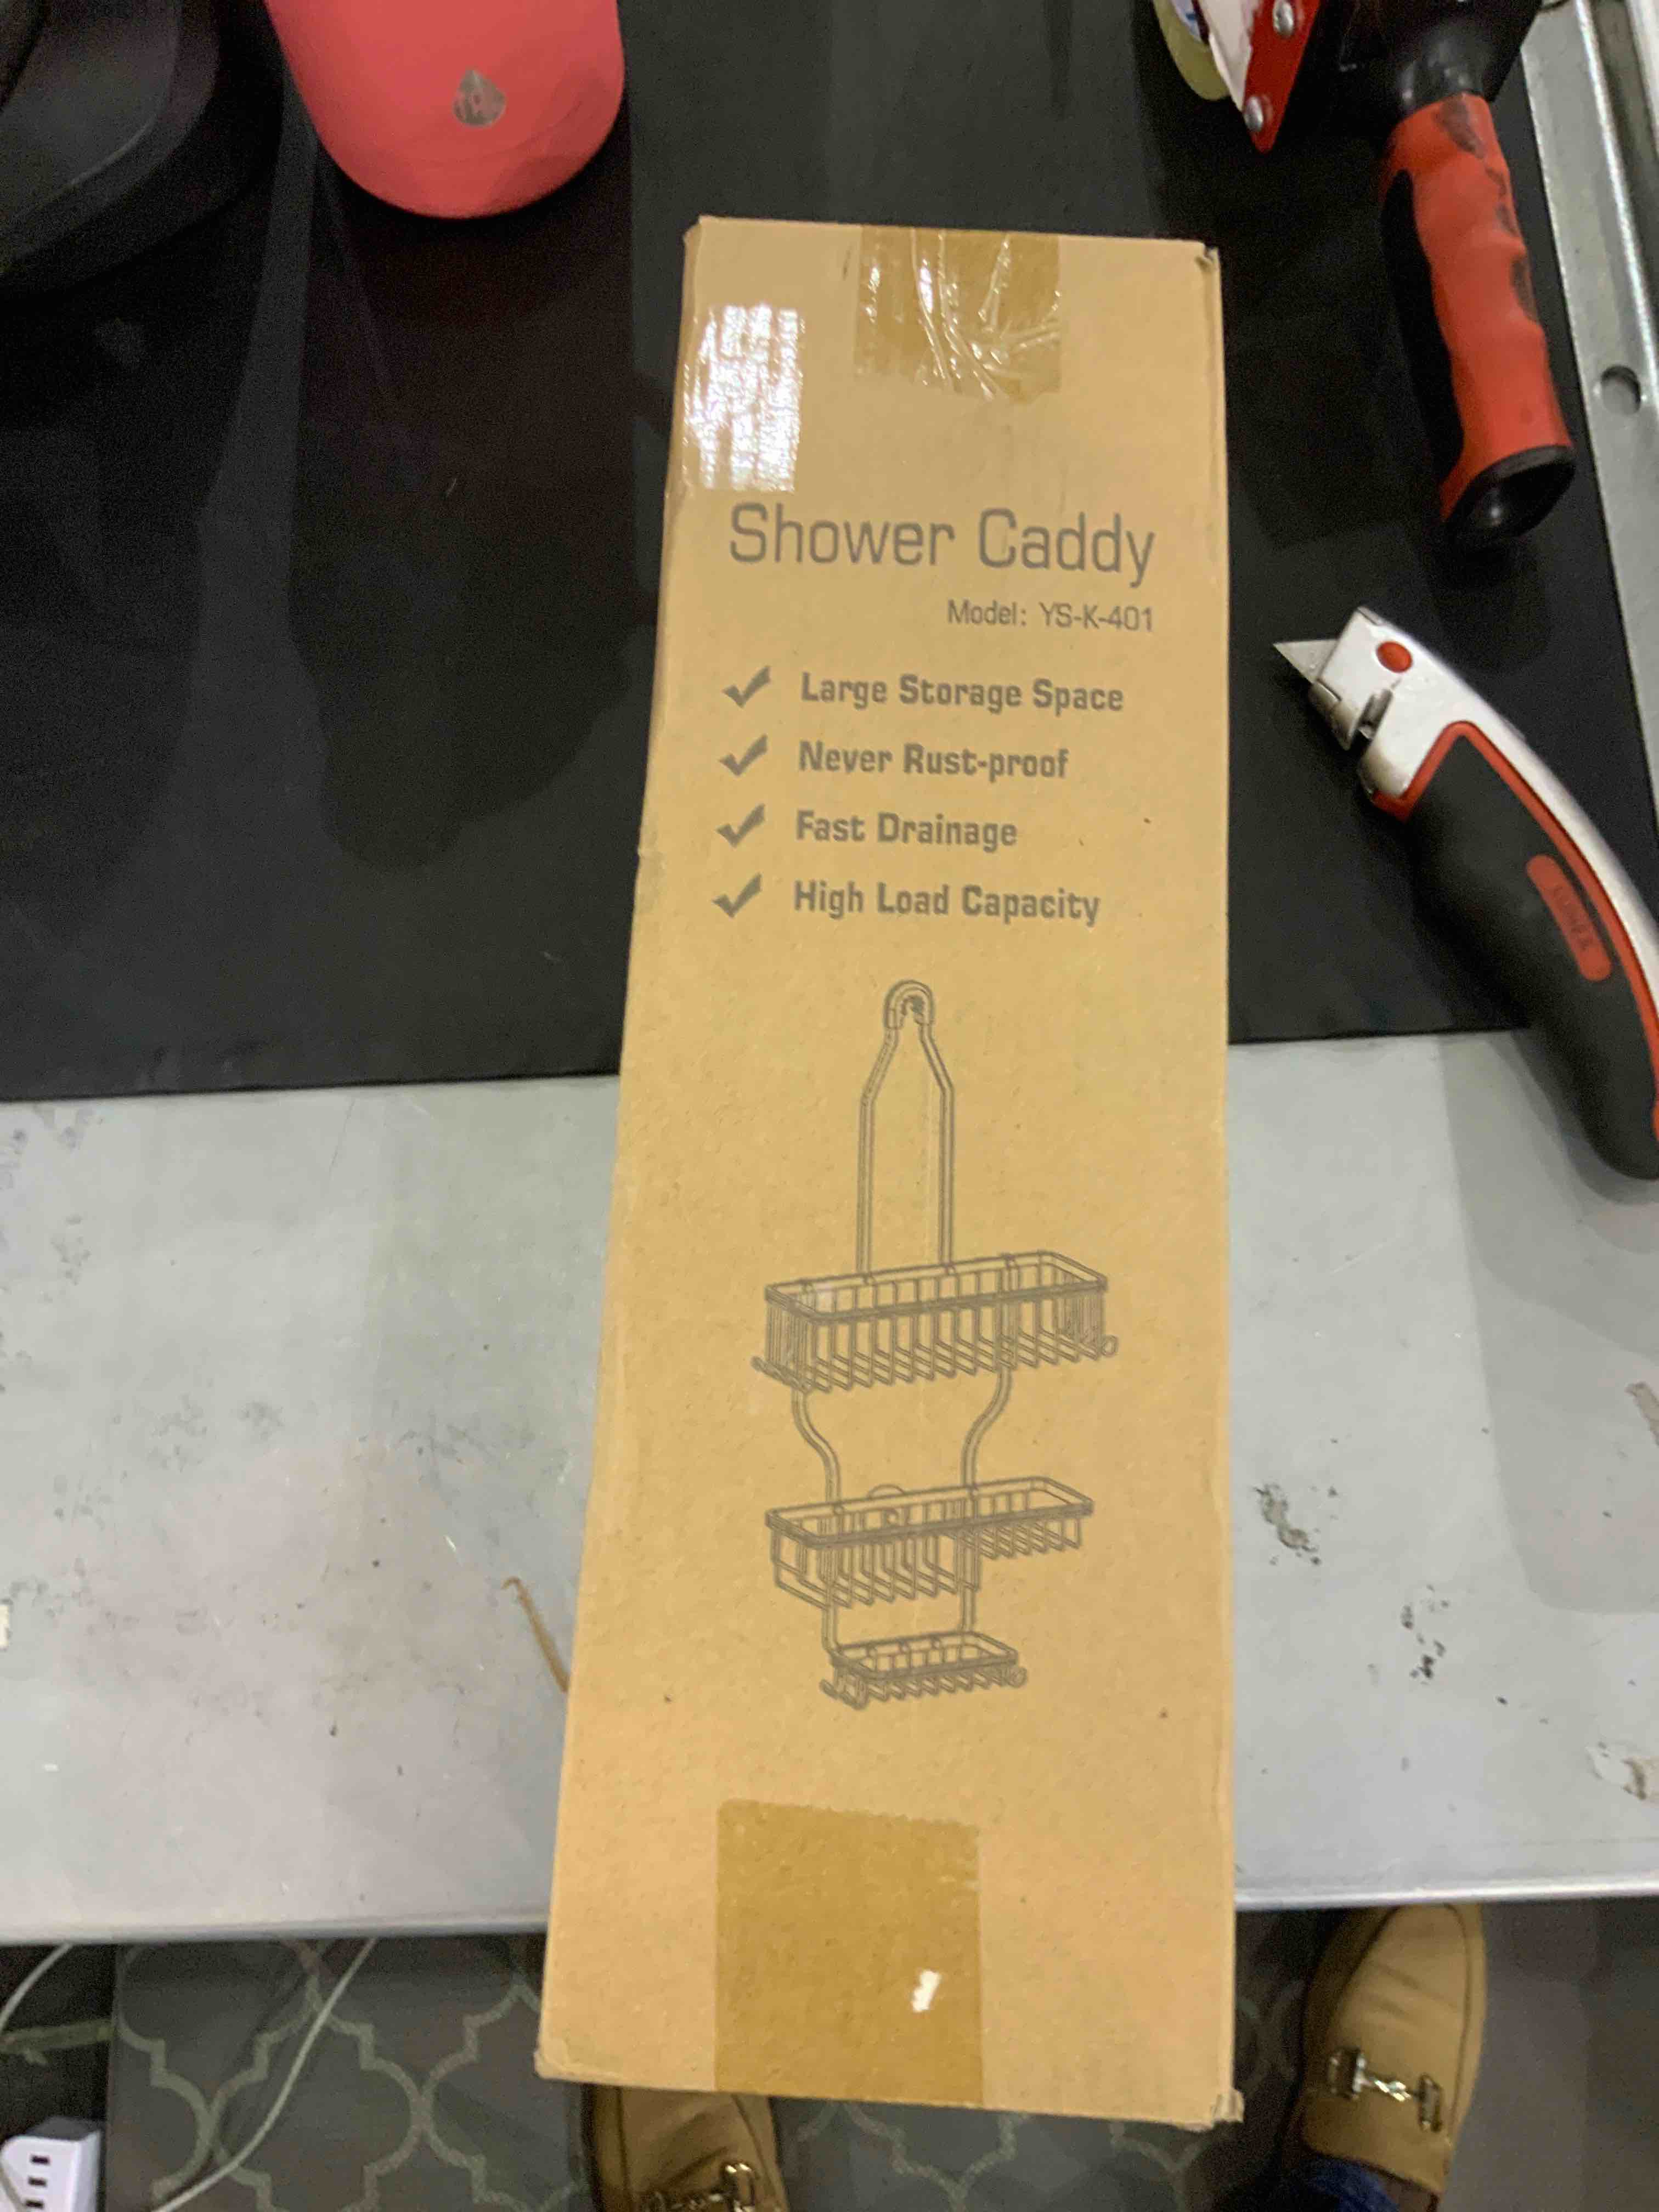 Shower Caddy
Model: YS-K-401
Large Storage Space
Never Rust-proof
Fast Drainage
High Load Capacity